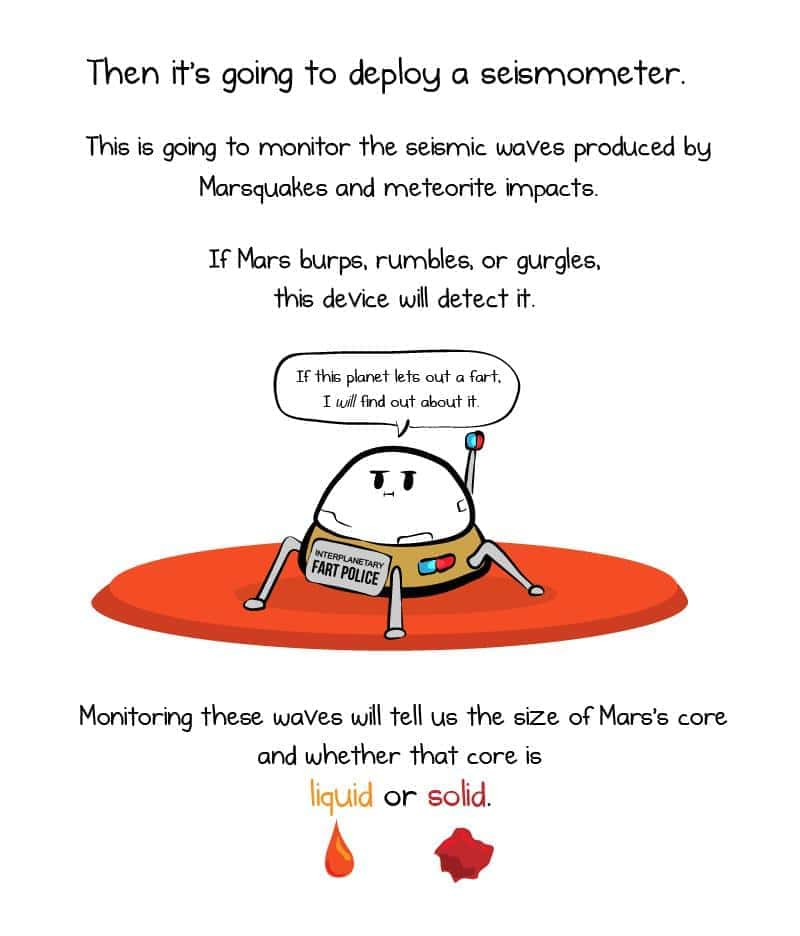 Then it's going to deploy a seismometer.
This is going to monitor the seismic waves produced by
Marsquakes and meteorite impacts.
If Mars burps, rumbles, or gurgles,
this device will detect it.
If this planet lets out a fart,
I will find out about it.
INTERPLANETARY
FART POLICE
Monitoring these waves will tell us the size of Mars's core
and whether that core is
liquid or solid.